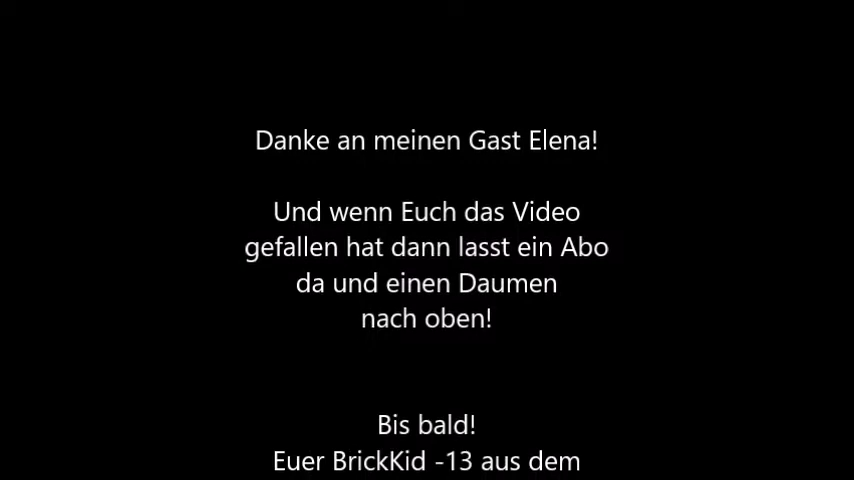 Danke an meinen Gast Elena!
Und wenn Euch das Video
gefallen hat dann lasst ein Abo
da und einen Daumen
nach oben!
Bis bald!
Euer BrickKid -13 aus dem